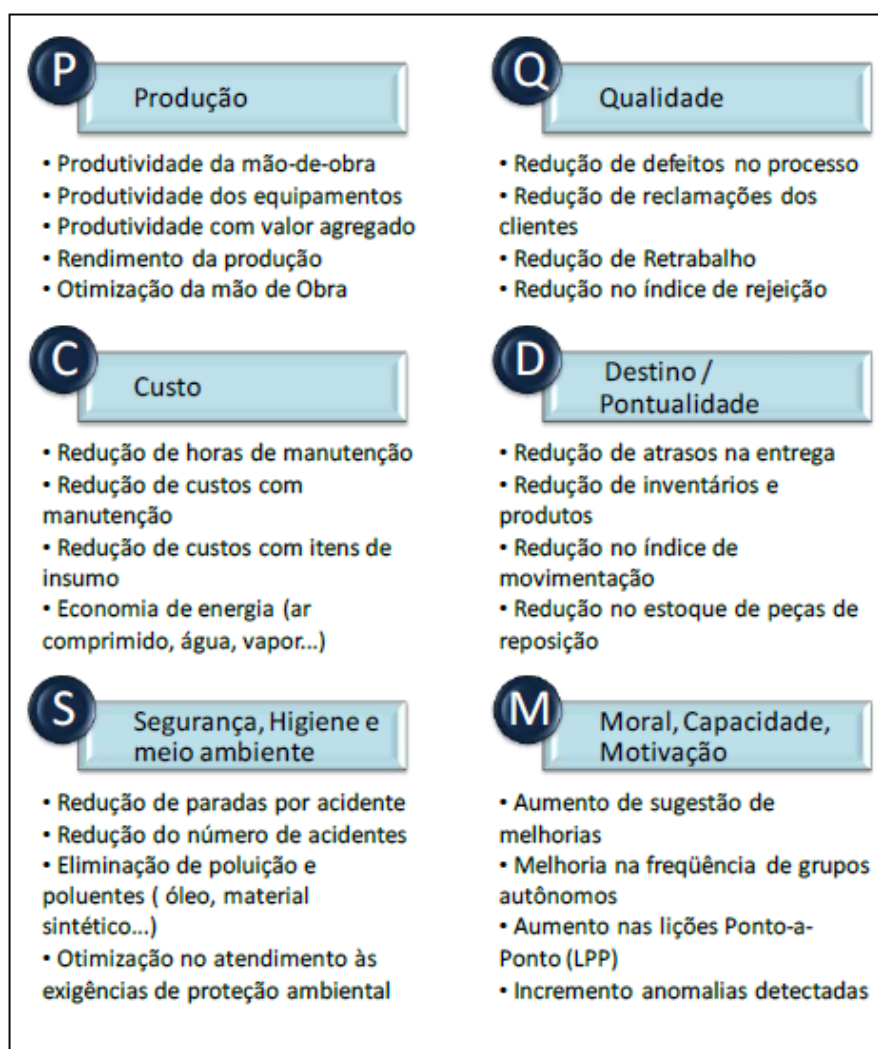 P
Produção
• Produtividade da mão-de-obra
• Produtividade dos equipamentos
• Produtividade com valor agregado
• Rendimento da produção
• Otimização da mão de Obra
Q
Qualidade
• Redução de defeitos no processo
• Redução de reclamações dos
clientes
• Redução de Retrabalho
• Redução no índice de rejeição
C
Custo
• Redução de horas de manutenção
• Redução de custos com
manutenção
• Redução de custos com itens de
insumo
• Economia de energia (ar
comprimido, água, vapor...)
D
Destino /
Pontualidade
• Redução de atrasos na entrega
• Redução de inventários e
produtos
• Redução no índice de
movimentação
• Redução no estoque de peças de
reposição
S
Segurança, Higiene e
meio ambiente
• Redução de paradas por acidente
• Redução do número de acidentes
• Eliminação de poluição e
poluentes ( óleo, material
sintético...)
• Otimização no atendimento às
exigências de proteção ambiental
M
Moral, Capacidade,
Motivação
• Aumento de sugestão de
melhorias
• Melhoria na freqüência de grupos
autônomos
• Aumento nas lições Ponto-a-
Ponto (LPP)
• Incremento anomalias detectadas